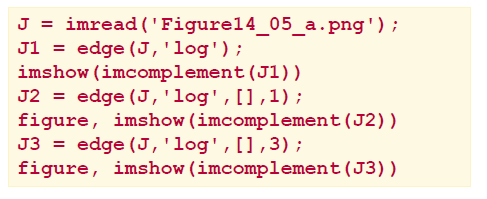 J = imread('Figure14_05_a.png');
J1 = edge(J,'log');
imshow(imcomplement(J1))
J2 = edge(J,'log',[],1);
figure, imshow(imcomplement(J2))
J3 = edge(J,'log',[],3);
figure, imshow(imcomplement(J3))